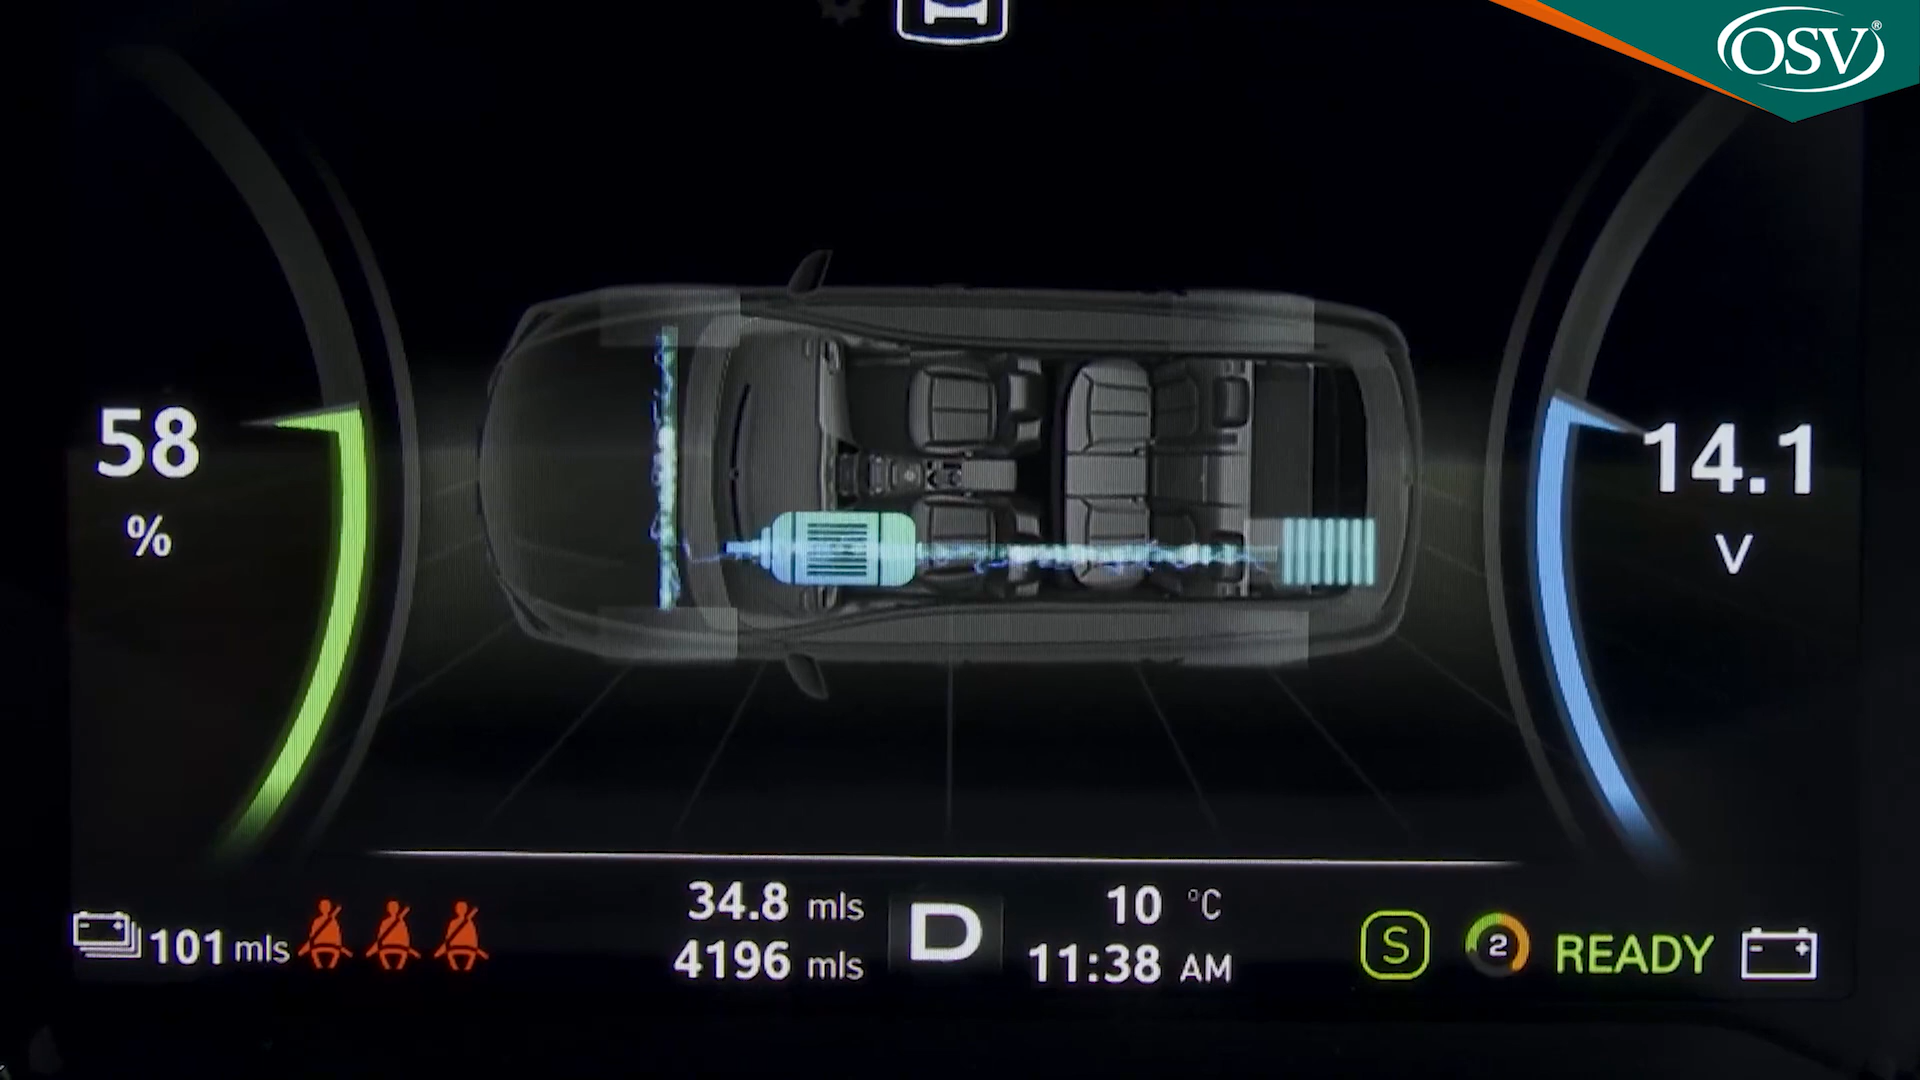 OSV®
58
%
14.1
V
101 mls
34.8 mls
4196 mls
D
10 °C
11:38 AM
S
2
READY